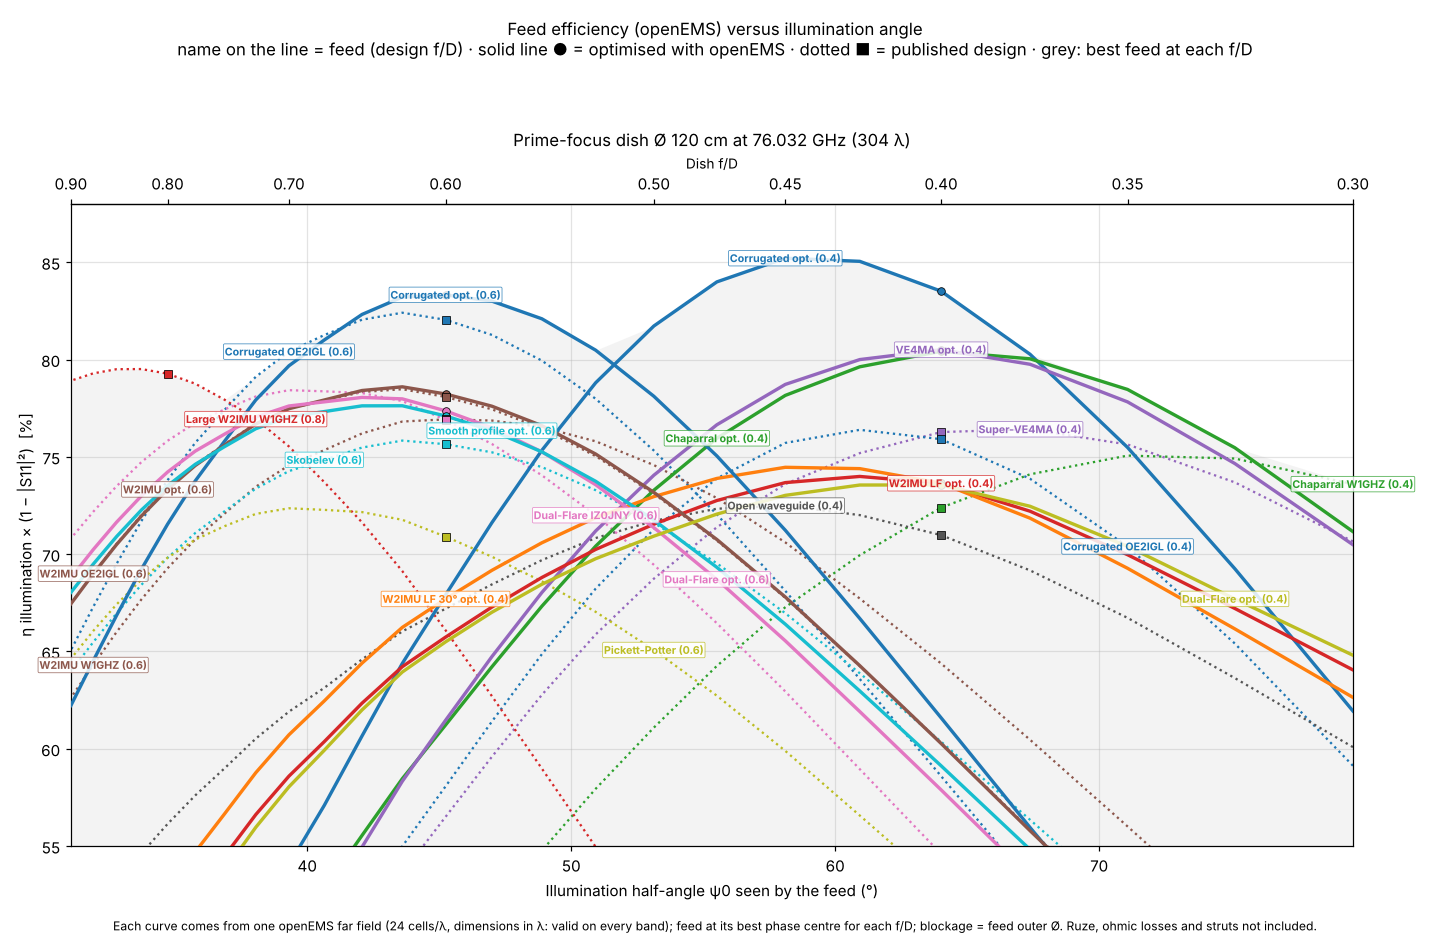 Feed efficiency (openEMS) versus illumination angle
name on the line = feed (design f/D) · solid line ● = optimised with openEMS · dotted ■ = published design · grey: best feed at each f/D
Prime-focus dish Ø 120 cm at 76.032 GHz (304 λ)
Dish f/D
0.90 0.80 0.70 0.60 0.50 0.45 0.40 0.35 0.30
85
80
75
70
65
60
55
η illumination × (1 − |S11|²) [%]
Corrugated opt. (0.4)
Corrugated opt. (0.6)
VE4MA opt. (0.4)
Corrugated OE2IGL (0.6)
Large W2IMU W1GHZ (0.8)
Smooth profile opt. (0.6)
Super-VE4MA (0.4)
Chaparral opt. (0.4)
Skobelev (0.6)
W2IMU opt. (0.6)
W2IMU LF opt. (0.4)
Chaparral W1GHZ (0.4)
Open waveguide (0.4)
Dual-Flare IZ0JNY (0.6)
Corrugated OE2IGL (0.4)
W2IMU OE2IGL (0.6)
Dual-Flare opt. (0.6)
W2IMU LF 30° opt. (0.4)
Dual-Flare opt. (0.4)
Pickett-Potter (0.6)
W2IMU W1GHZ (0.6)
40 50 60 70
Illumination half-angle ψ0 seen by the feed (°)
Each curve comes from one openEMS far field (24 cells/λ, dimensions in λ: valid on every band); feed at its best phase centre for each f/D; blockage = feed outer Ø. Ruze, ohmic losses and struts not included.